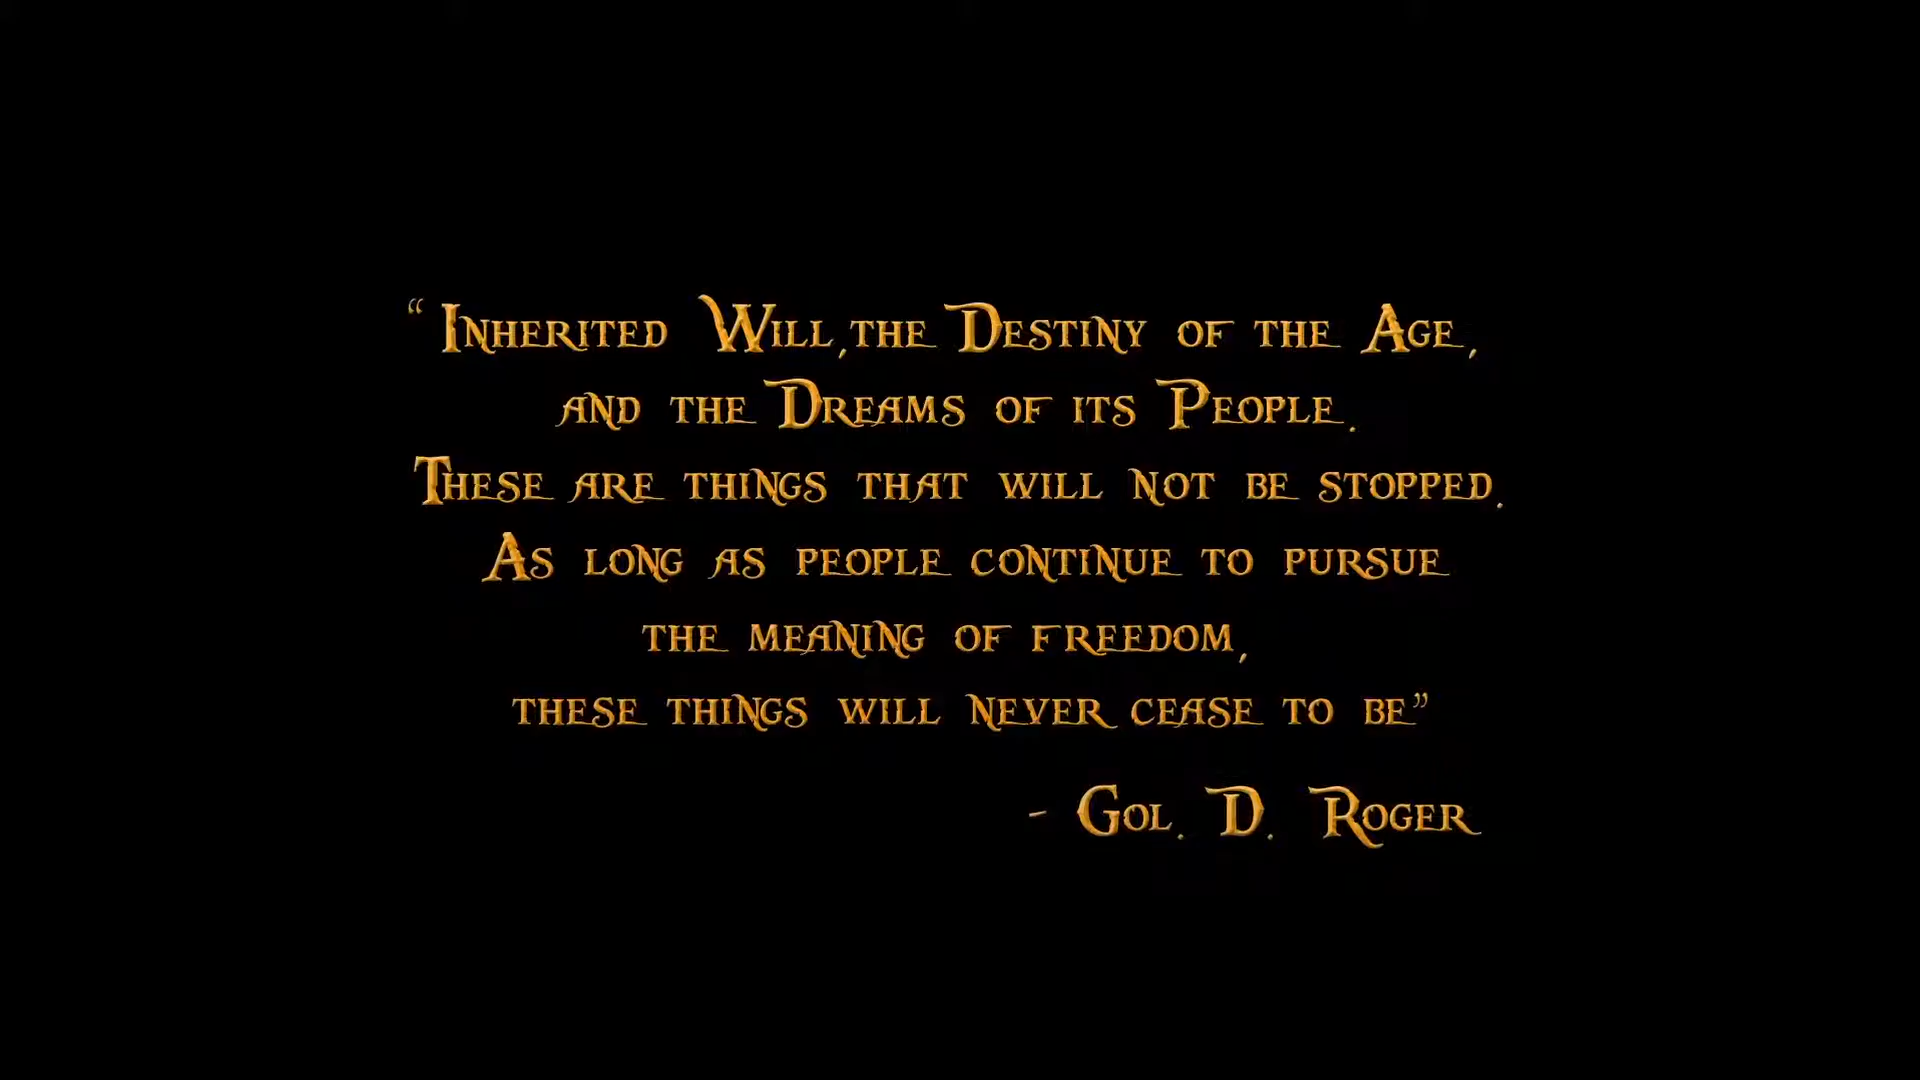 “ Inherited Will,the Destiny of the Age,
and the Dreams of its People.
These are things that will not be stopped.
As long as people continue to pursue
the meaning of freedom,
these things will never cease to be”
- Gol. D. Roger